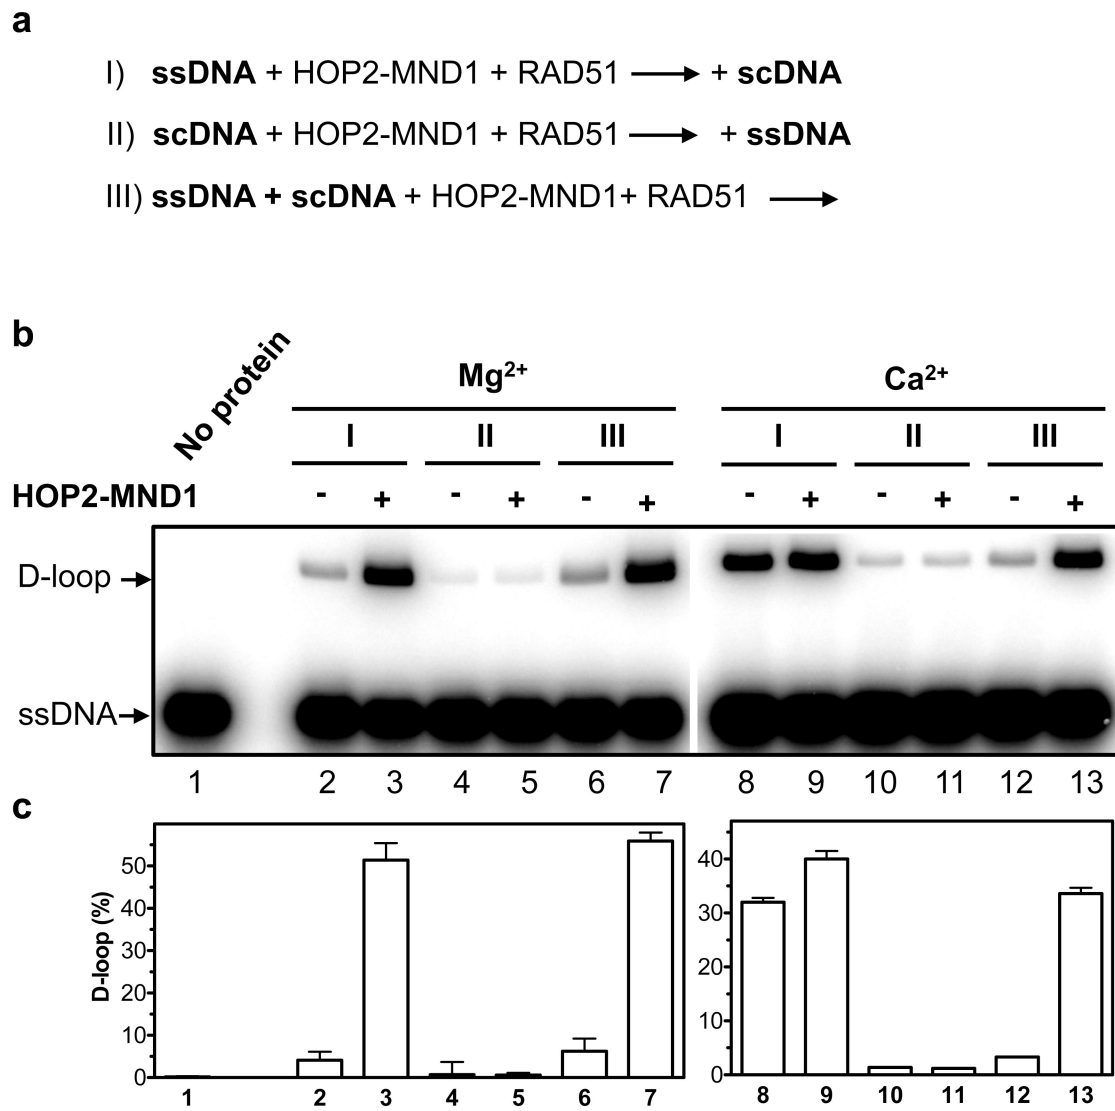 a
I) ssDNA + HOP2-MND1 + RAD51 ⟶ + scDNA
II) scDNA + HOP2-MND1 + RAD51 ⟶ + ssDNA
III) ssDNA + scDNA + HOP2-MND1+ RAD51 ⟶
b
No protein
Mg²⁺ Ca²⁺
I II III I II III
HOP2-MND1 - + - + - + - + - + - +
D-loop →
ssDNA →
1 2 3 4 5 6 7 8 9 10 11 12 13
c
D-loop (%)
50
40
30
20
10
0
1 2 3 4 5 6 7
40
30
20
10
0
8 9 10 11 12 13